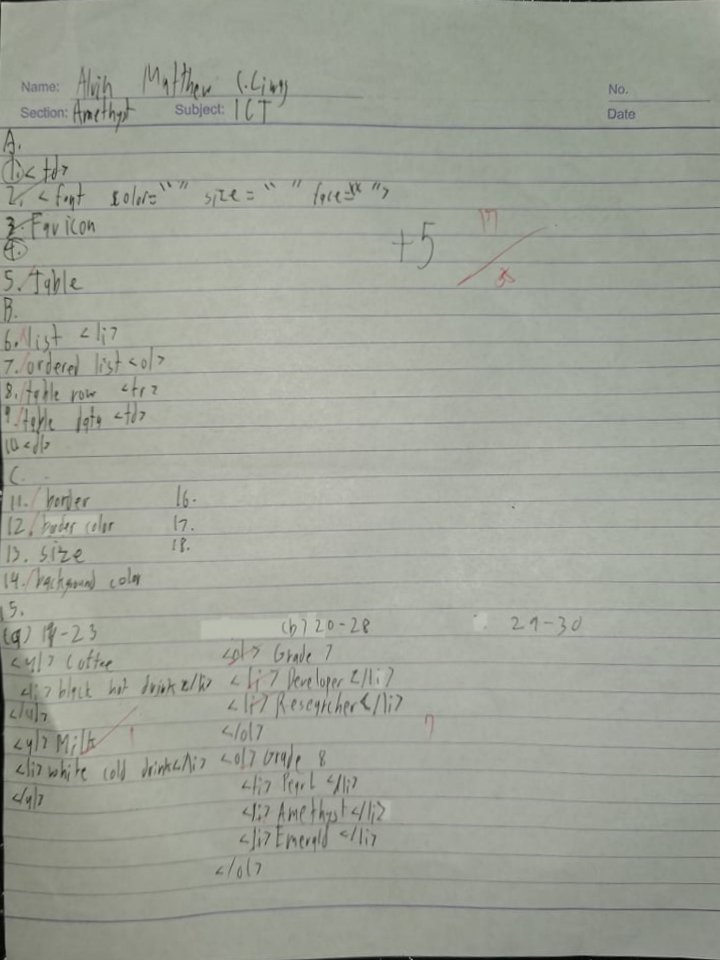 Name: Alvin Matthew C. Ling
No.
Section: Amethyst Subject: ICT
Date
A.
1. <td>
2. <font color=" " size=" " face=" ">
3. Favicon
4.
5. table
+5 17
35
B.
6. list <li>
7. ordered list <ol>
8. table row <tr>
9. table data <td>
10 <dl>
C.
11. border 16.
12. border color 17.
13. size 18.
14. background color
15.
(a) 19-23 (b) 20-28 29-30
<ul> Coffee <ol> Grade 7
<li> black hot drink </li> <li> Developer </li>
</ul> <li> Researcher </li>
<ul> Milk 1 </ol> 7
<li> white cold drink </li> <ol> Grade 8
</ul> <li> Pearl </li>
<li> Amethyst </li>
<li> Emerald </li>
</ol>